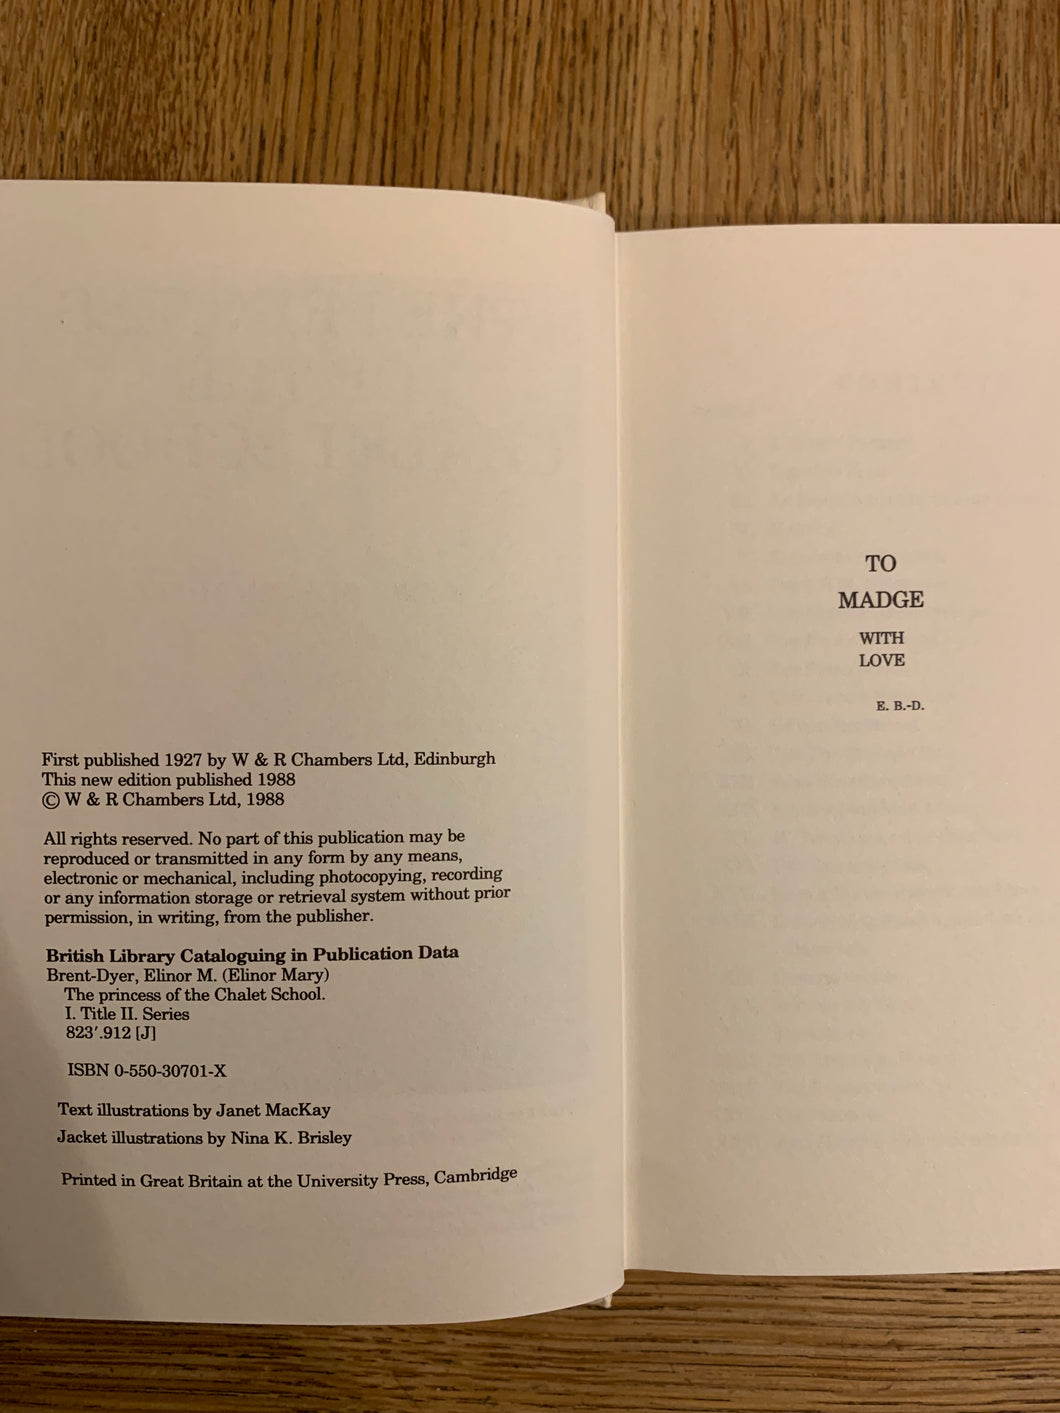 First published 1927 by W & R Chambers Ltd, Edinburgh
This new edition published 1988
© W & R Chambers Ltd, 1988
All rights reserved. No part of this publication may be
reproduced or transmitted in any form by any means,
electronic or mechanical, including photocopying, recording
or any information storage or retrieval system without prior
permission, in writing, from the publisher.
British Library Cataloguing in Publication Data
Brent-Dyer, Elinor M. (Elinor Mary)
The princess of the Chalet School.
I. Title II. Series
823′.912 [J]
ISBN 0-550-30701-X
Text illustrations by Janet MacKay
Jacket illustrations by Nina K. Brisley
Printed in Great Britain at the University Press, Cambridge
TO
MADGE
WITH
LOVE
E. B.-D.